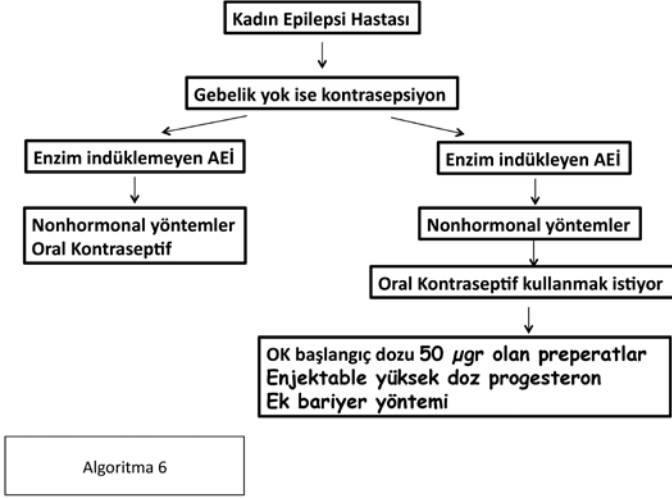 Kadın Epilepsi Hastası
Gebelik yok ise kontrasepsiyon
Enzim indüklemeyen AEİ
Nonhormonal yöntemler
Oral Kontraseptif
Enzim indükleyen AEİ
Nonhormonal yöntemler
Oral Kontraseptif kullanmak istiyor
OK başlangıç dozu 50 µgr olan preperatlar
Enjektable yüksek doz progesteron
Ek bariyer yöntemi
Algoritma 6